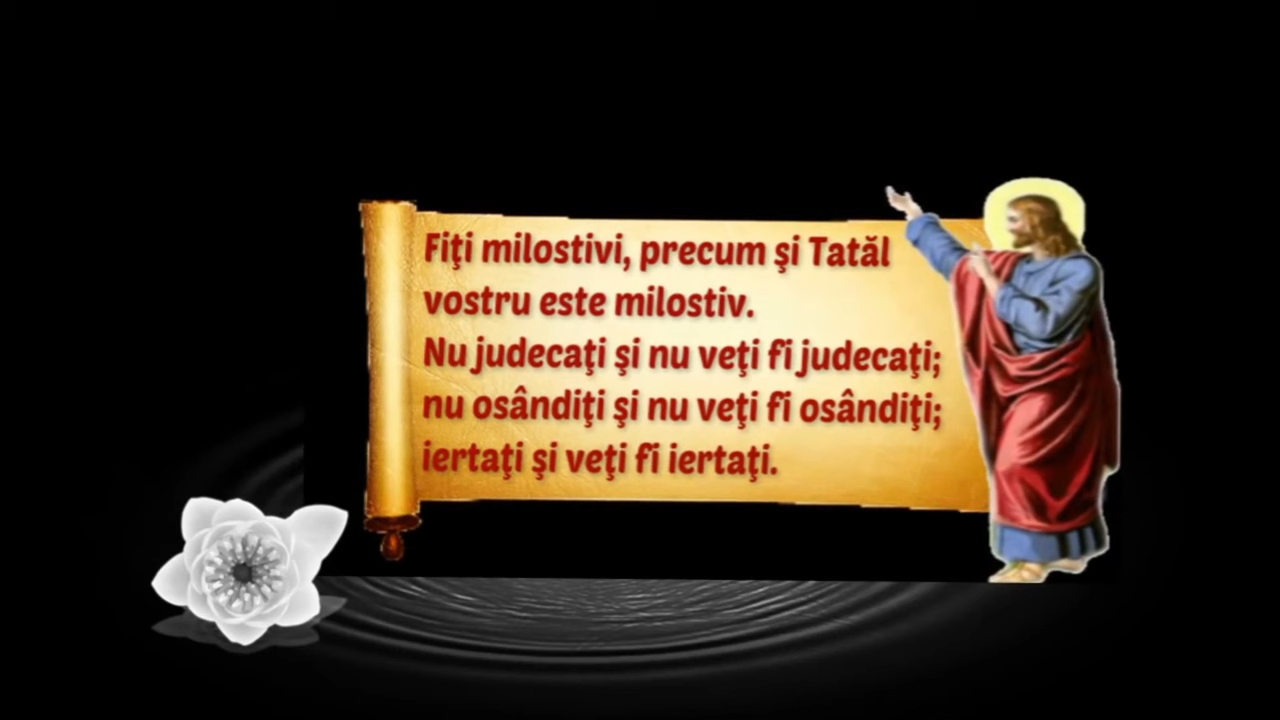 Fiţi milostivi, precum şi Tatăl
vostru este milostiv.
Nu judecaţi şi nu veţi fi judecaţi;
nu osândiţi şi nu veţi fi osândiţi;
iertaţi şi veţi fi iertaţi.